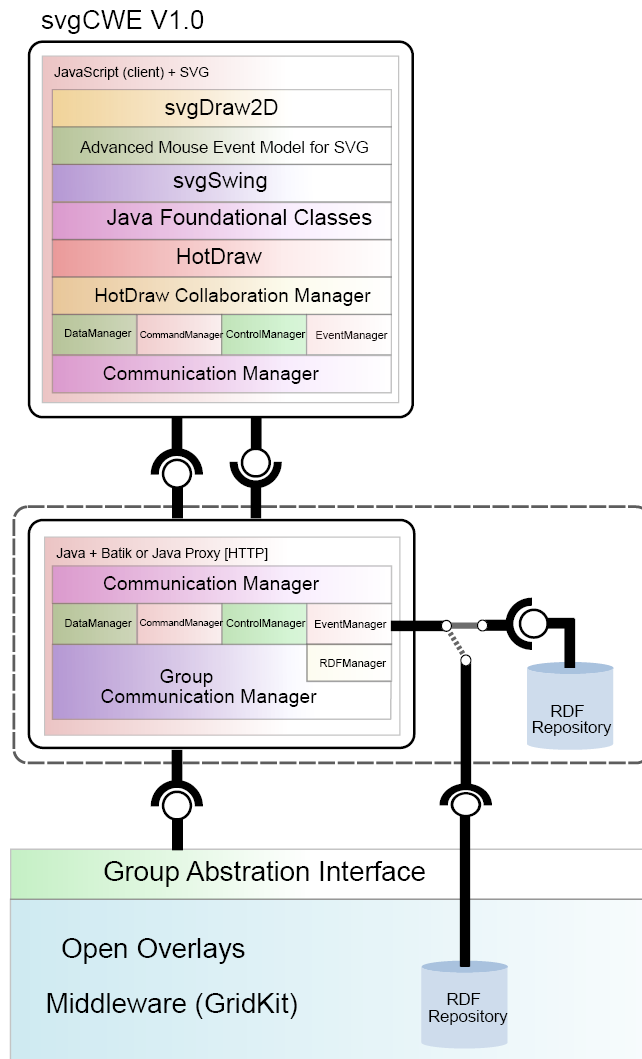 svgCWE V1.0
JavaScript (client) + SVG
svgDraw2D
Advanced Mouse Event Model for SVG
svgSwing
Java Foundational Classes
HotDraw
HotDraw Collaboration Manager
DataManager CommandManager ControlManager EventManager
Communication Manager
Java + Batik or Java Proxy [HTTP]
Communication Manager
DataManager CommandManager ControlManager EventManager
RDFManager
Group
Communication Manager
RDF
Repository
Group Abstration Interface
Open Overlays
Middleware (GridKit)
RDF
Repository